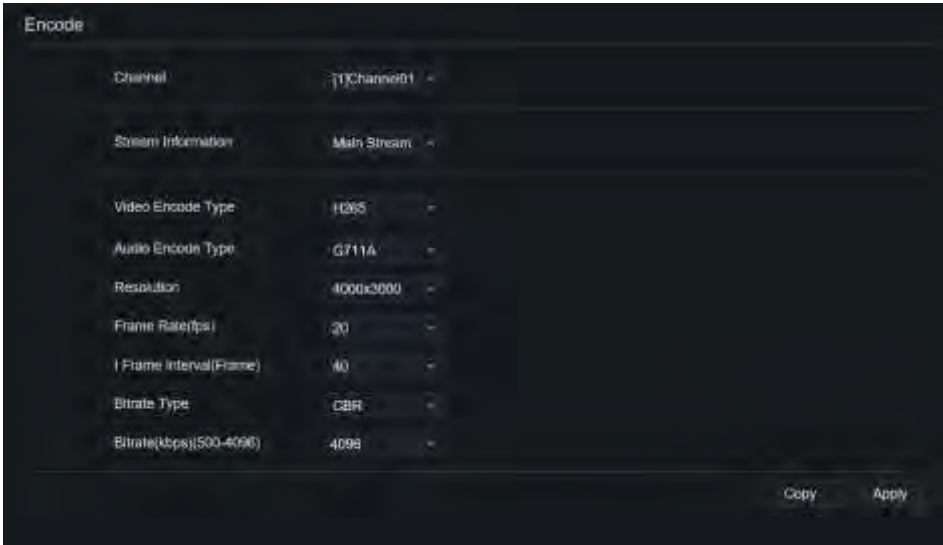 Encode
Channel [1]Channel01
Stream Information Main Stream
Video Encode Type H265
Audio Encode Type G711A
Resolution 4000x3000
Frame Rate(fps) 20
I Frame Interval(Frame) 40
Bitrate Type CBR
Bitrate(kbps)(500-4096) 4096
Copy Apply